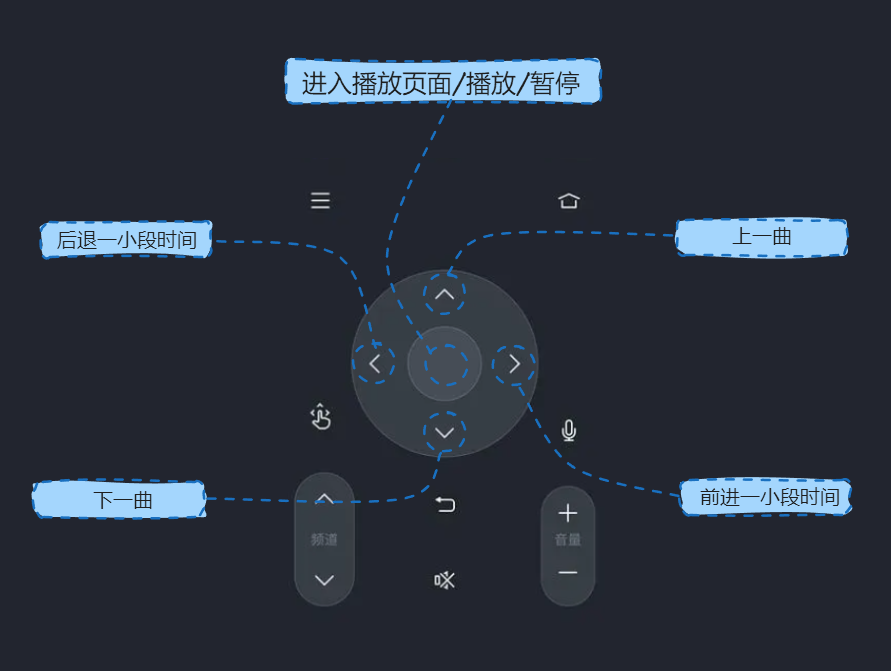 进入播放页面/播放/暂停
后退一小段时间
上一曲
下一曲
前进一小段时间
频道
音量